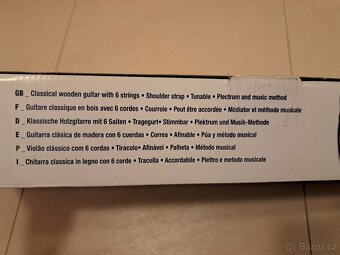 GB _ Classical wooden guitar with 6 strings • Shoulder strap • Tunable • Plectrum and music method
F _ Guitare classique en bois avec 6 cordes • Courroie • Peut être accordée • Médiator et méthode musicale
D _ Klassische Holzgitarre mit 6 Saiten • Tragegurt • Stimmbar • Plektrum und Musik-Methode
E _ Guitarra clásica de madera con 6 cuerdas • Correa • Afinable • Púa y método musical
P _ Violão clássico com 6 cordas • Tiracolo • Afinável • Palheta • Método musical
I _ Chitarra classica in legno con 6 corde • Tracolla • Accordabile • Plettro e metodo musicale
Bazos.cz